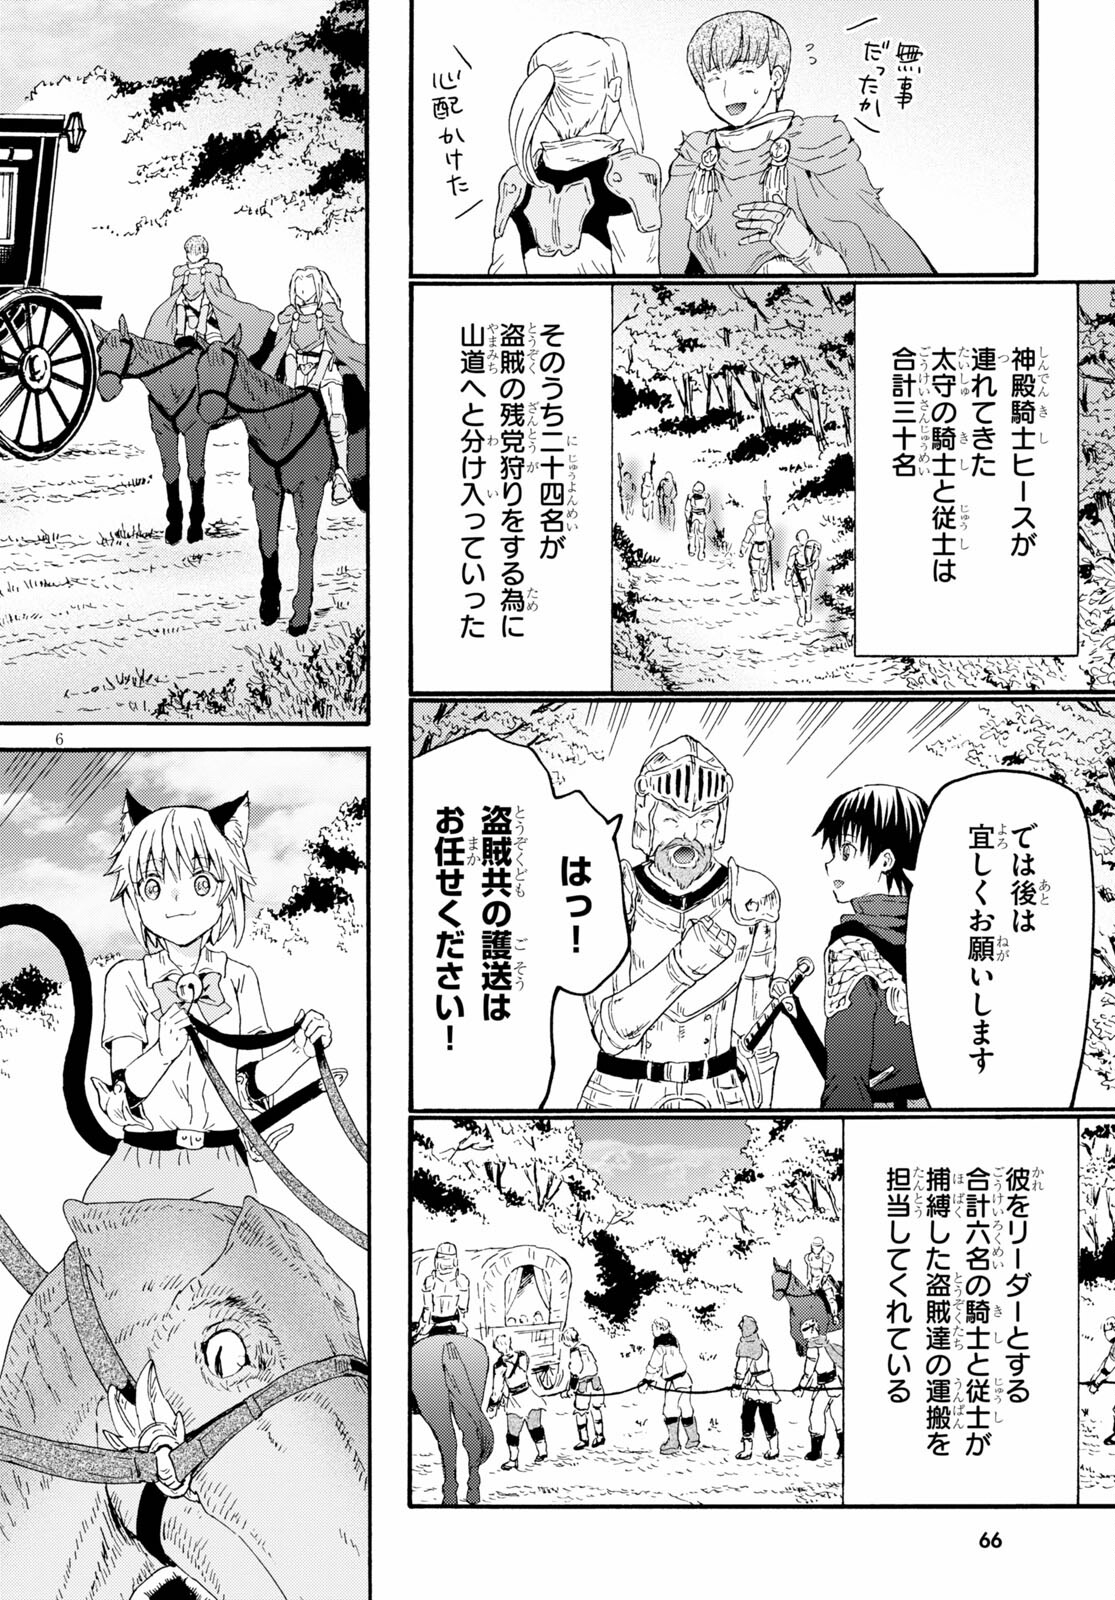 無事
だったか
心配かけた
神殿騎士ヒースが
連れてきた
太守の騎士と従士は
合計三十名
そのうち二十四名が
盗賊の残党狩りをする為に
山道へと分け入っていった
では後は
宜しくお願いします
はっ！
盗賊共の護送は
お任せください！
彼をリーダーとする
合計六名の騎士と従士が
捕縛した盗賊達の運搬を
担当してくれている
66
6